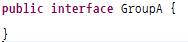 public interface GroupA {
}